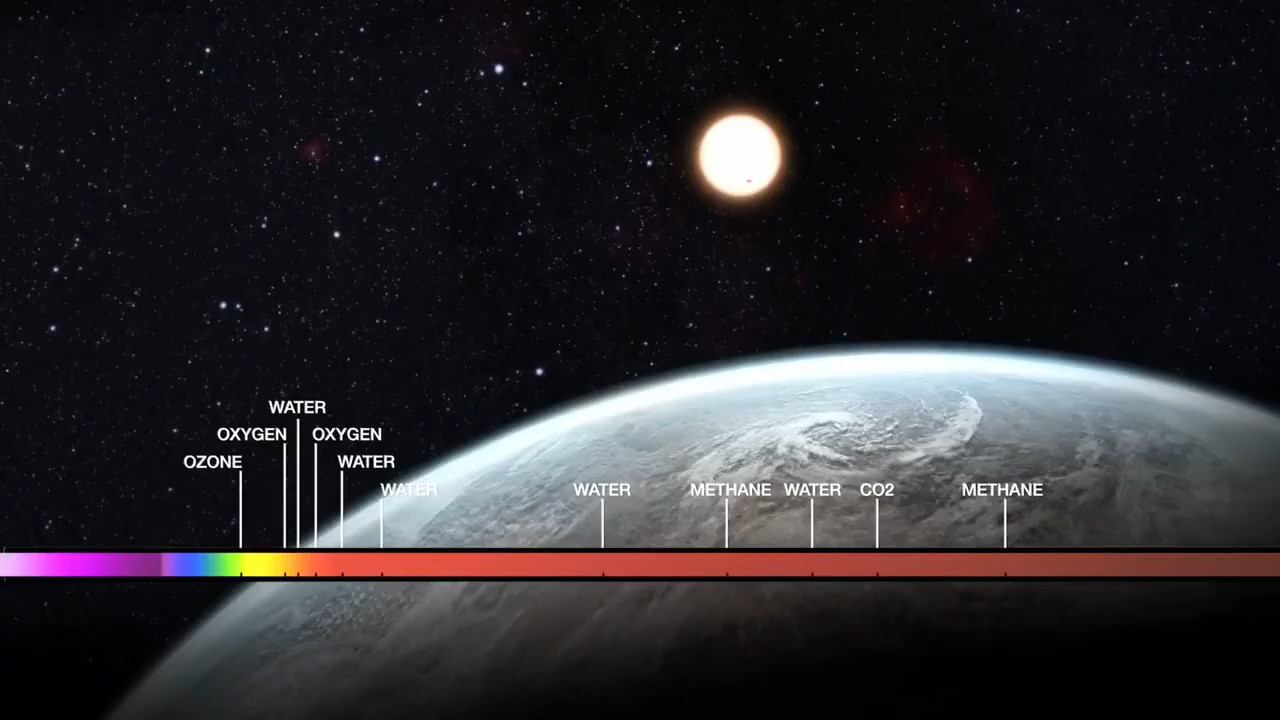 WATER
OXYGEN OXYGEN
OZONE WATER
WATER WATER METHANE WATER CO2 METHANE